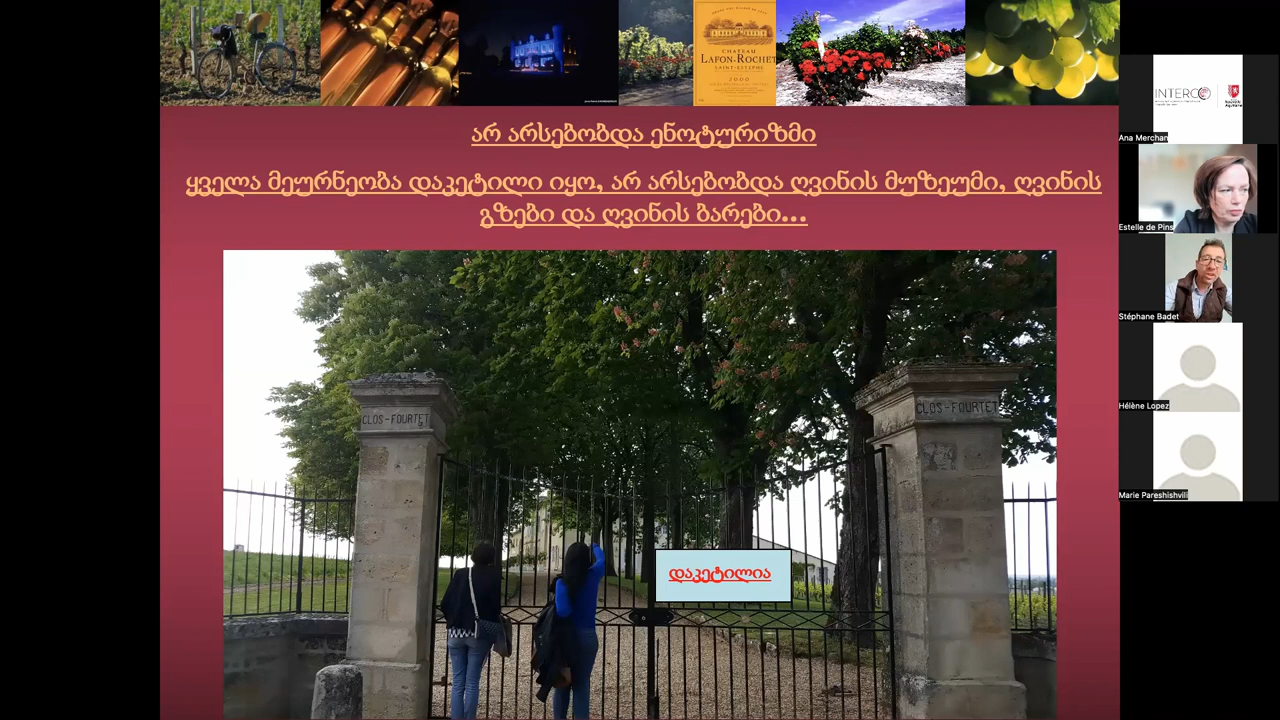 CHATEAU
LAFON-ROCHET
SAINT-ESTÈPHE
2000
არ არსებობდა ენოტურიზმი
ყველა მეურნეობა დაკეტილი იყო, არ არსებობდა ღვინის მუზეუმი, ღვინის
გზები და ღვინის ბარები...
CLOS-FOURTET
CLOS-FOURTET
დაკეტილია
INTERCO
Ana Merchan
Estelle de Pins
Stéphane Badet
Hélène Lopez
Marie Pareshishvili